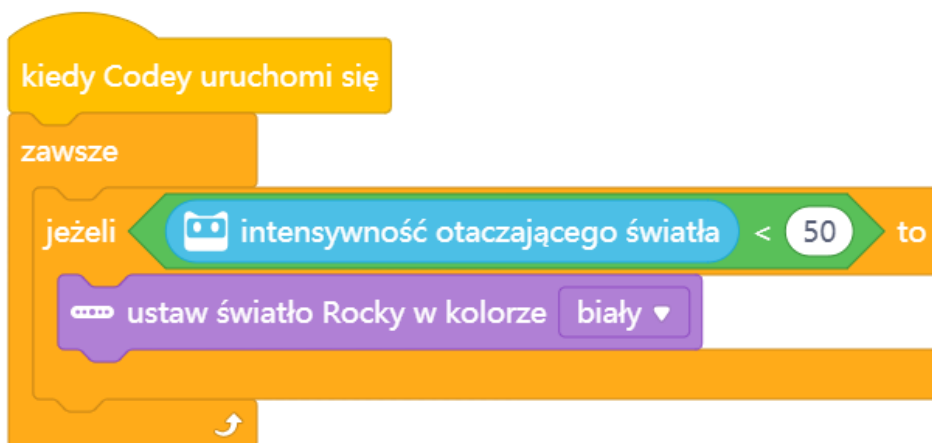 kiedy Codey uruchomi się
zawsze
jeżeli intensywność otaczającego światła < 50 to
ustaw światło Rocky w kolorze biały